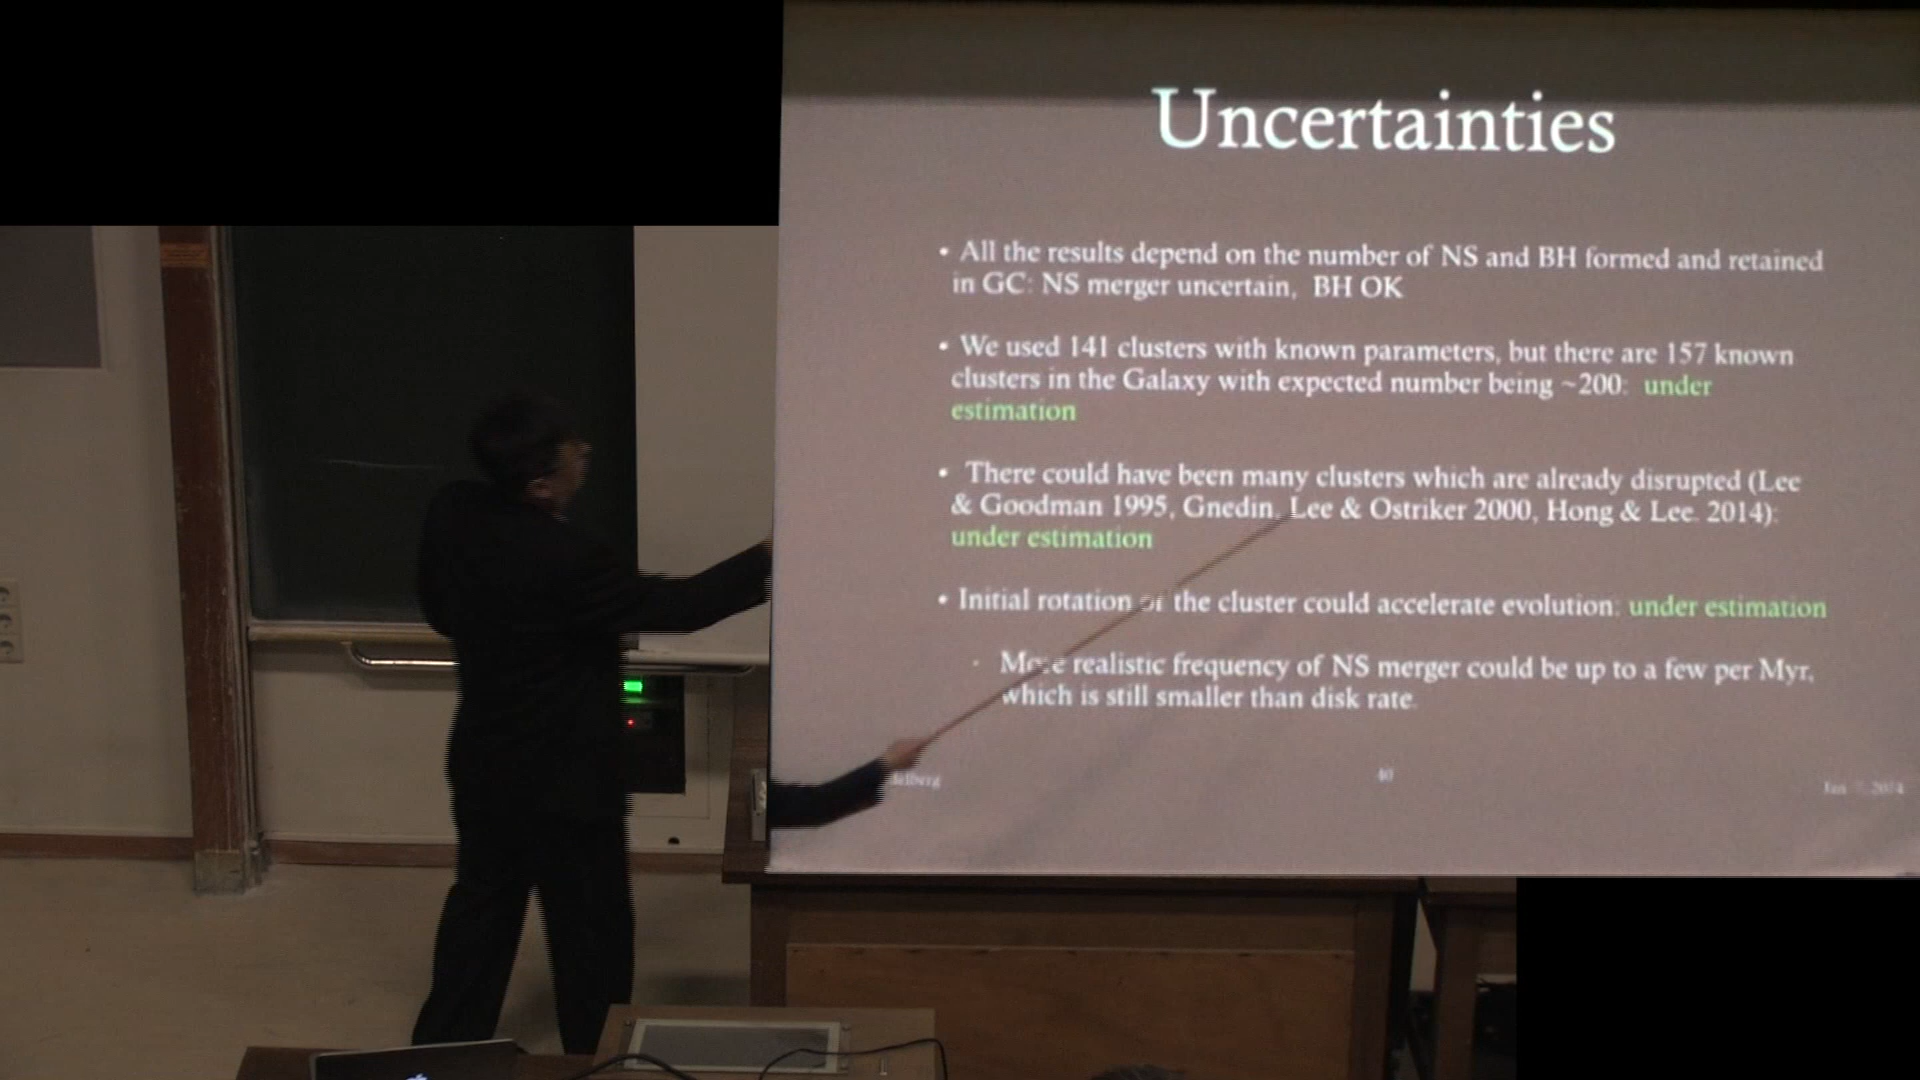 Uncertainties
• All the results depend on the number of NS and BH formed and retained
in GC: NS merger uncertain, BH OK
• We used 141 clusters with known parameters, but there are 157 known
clusters in the Galaxy with expected number being ~200: under
estimation
• There could have been many clusters which are already disrupted (Lee
& Goodman 1995, Gnedin, Lee & Ostriker 2000, Hong & Lee 2014):
under estimation
• Initial rotation of the cluster could accelerate evolution: under estimation
• More realistic frequency of NS merger could be up to a few per Myr,
which is still smaller than disk rate.
40
Jan 2014